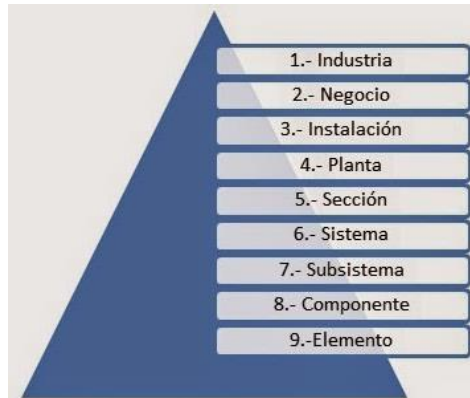 1.- Industria
2.- Negocio
3.- Instalación
4.- Planta
5.- Sección
6.- Sistema
7.- Subsistema
8.- Componente
9.-Elemento